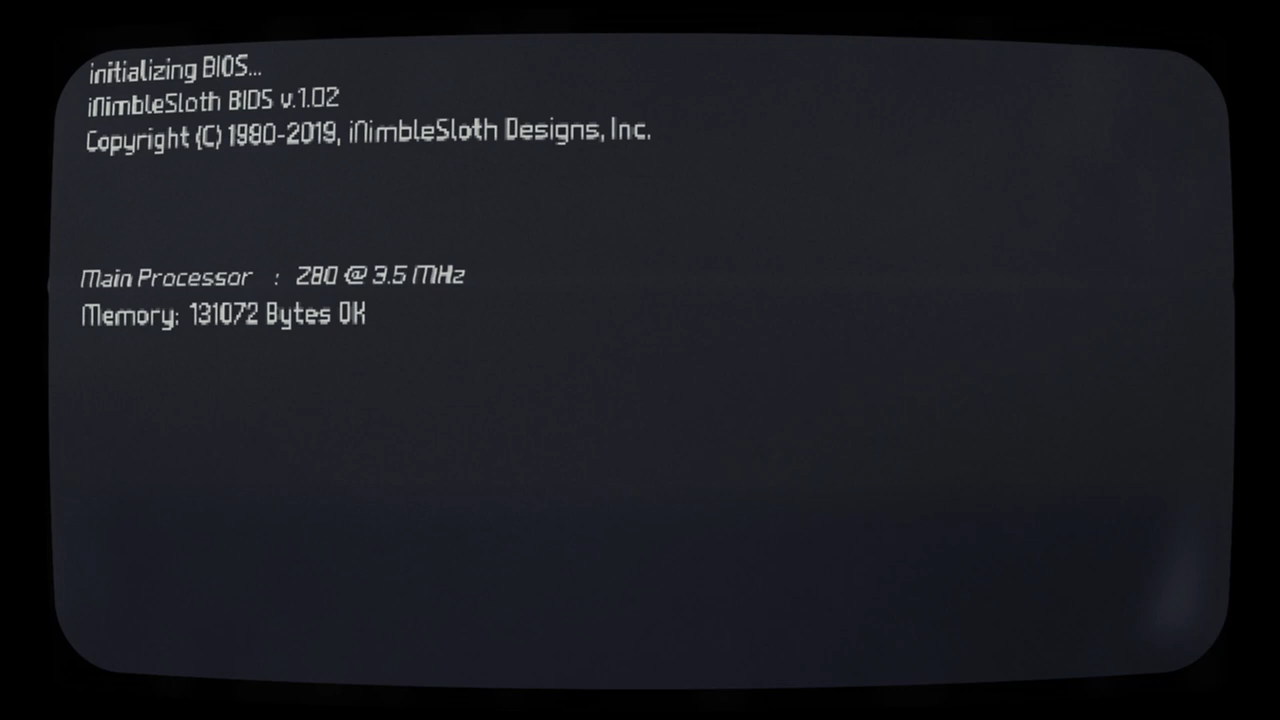 initializing BIOS...
iNimbleSloth BIOS v.1.02
Copyright (C) 1980-2019, iNimbleSloth Designs, Inc.
Main Processor : Z80 @ 3.5 MHz
Memory: 131072 Bytes OK